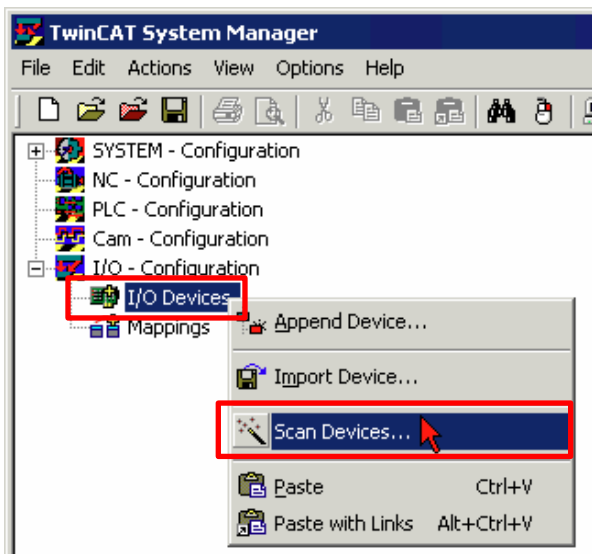 TwinCAT System Manager
File Edit Actions View Options Help
SYSTEM - Configuration
NC - Configuration
PLC - Configuration
Cam - Configuration
I/O - Configuration
I/O Devices
Mappings
Append Device...
Import Device...
Scan Devices...
Paste Ctrl+V
Paste with Links Alt+Ctrl+V